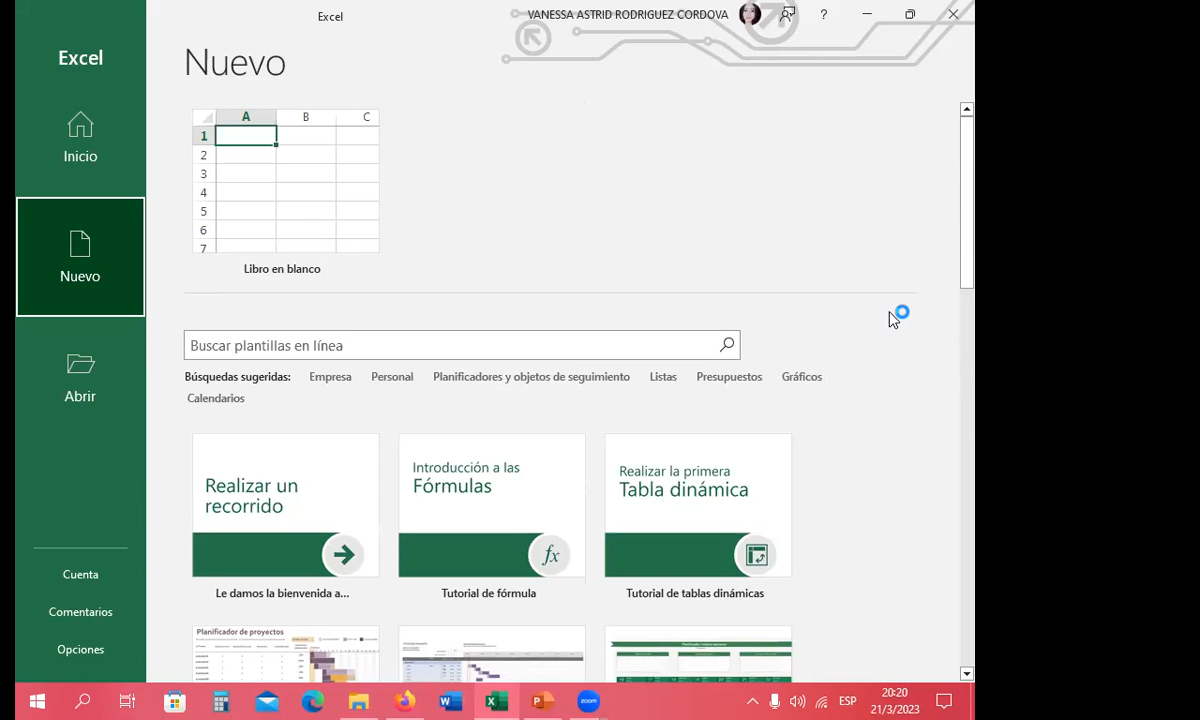 Excel
VANESSA ASTRID RODRIGUEZ CORDOVA
?
Excel
Inicio
Nuevo
Abrir
Cuenta
Comentarios
Opciones
Nuevo
A B C
1
2
3
4
5
6
7
Libro en blanco
Buscar plantillas en línea
Búsquedas sugeridas: Empresa Personal Planificadores y objetos de seguimiento Listas Presupuestos Gráficos
Calendarios
Realizar un
recorrido
Le damos la bienvenida a...
Introducción a las
Fórmulas
fx
Tutorial de fórmula
Realizar la primera
Tabla dinámica
Tutorial de tablas dinámicas
Planificador de proyectos
W
X
P
zoom
ESP
20:20
21/3/2023